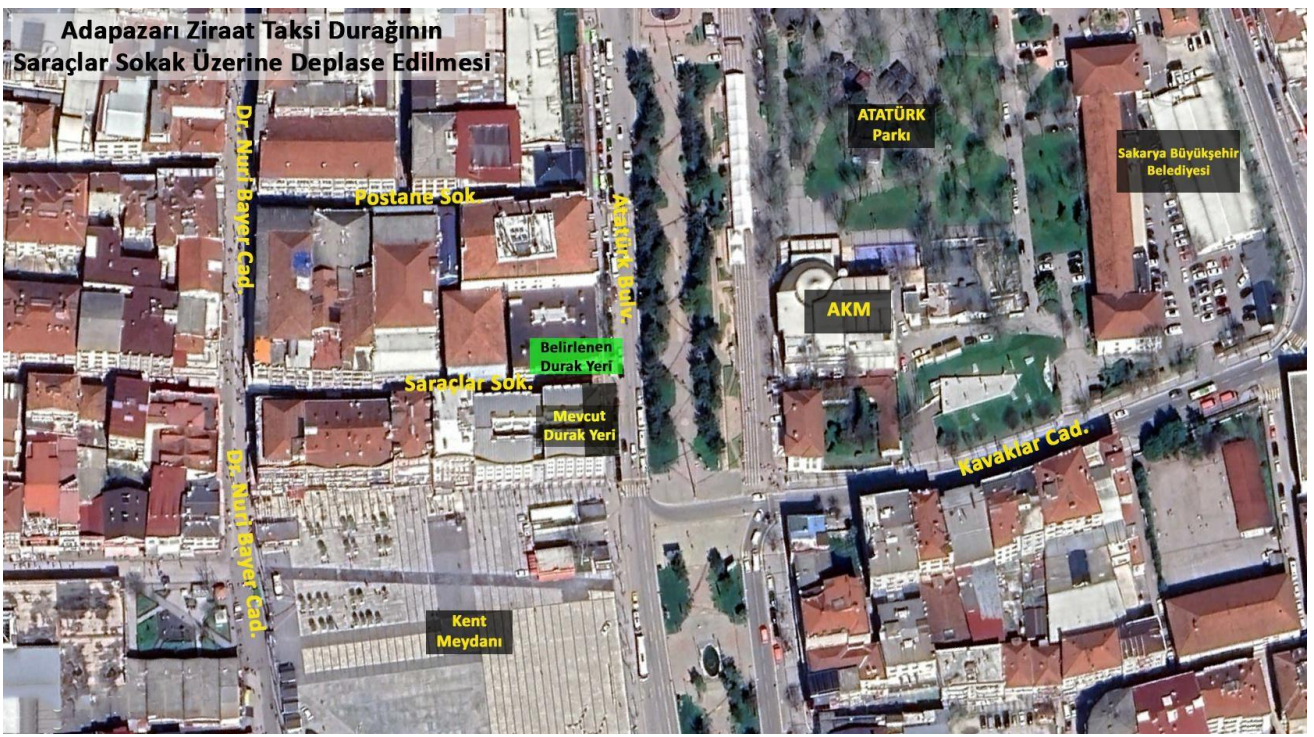 Adapazarı Ziraat Taksi Durağının
Saraçlar Sokak Üzerine Deplase Edilmesi
Dr. Nuri Bayer Cad.
Postane Sok.
Atatürk Bulv.
ATATÜRK
Parkı
Sakarya Büyükşehir
Belediyesi
AKM
Belirlenen
Durak Yeri
Saraçlar Sok.
Mevcut
Durak Yeri
Kavaklar Cad.
Dr. Nuri Bayer Cad.
Kent
Meydanı